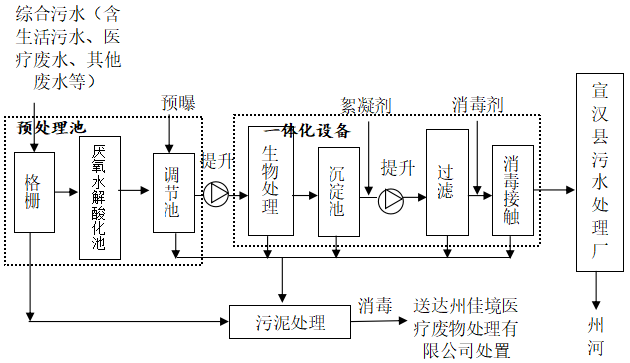 综合污水（含
生活污水、医
疗废水、其他
废水等）
预曝
絮凝剂
消毒剂
预处理池
一体化设备
格栅
厌氧水解酸化池
调节池
提升
生物处理
沉淀池
提升
过滤
消毒接触
宣汉县污水处理厂
污泥处理
消毒
送达州佳境医
疗废物处理有
限公司处置
州河